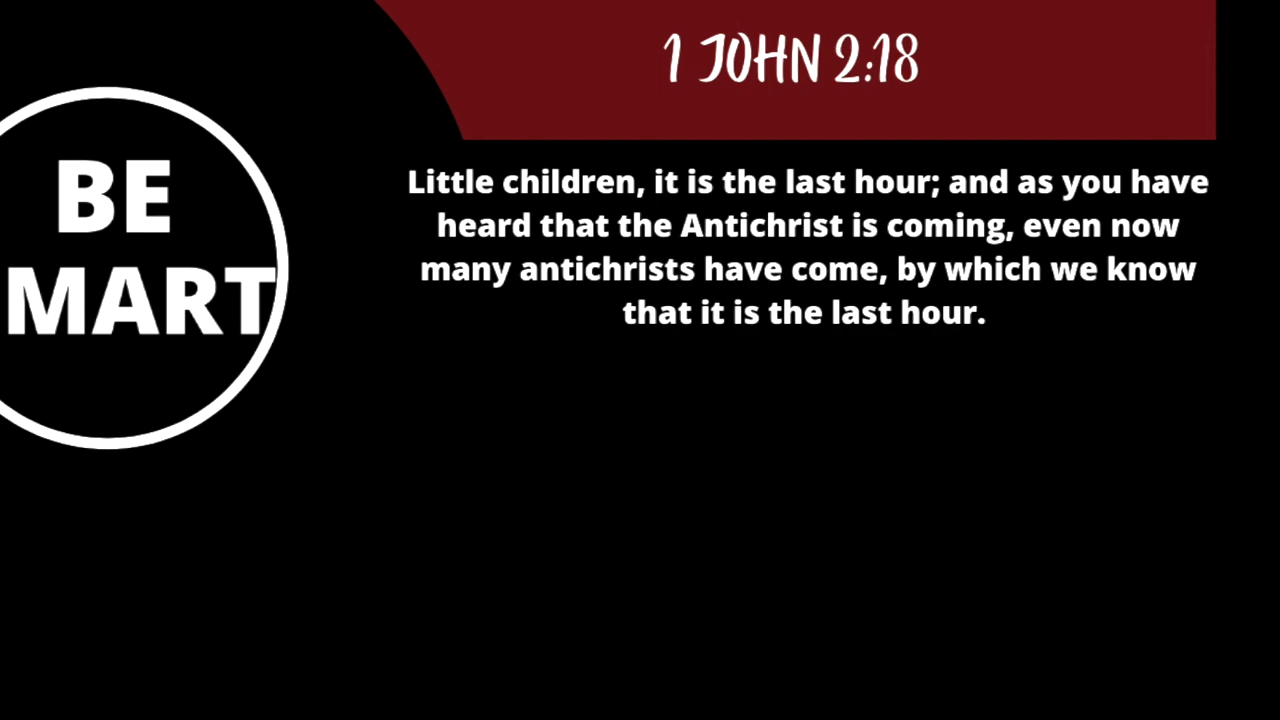 1 JOHN 2:18
BE
MART
Little children, it is the last hour; and as you have
heard that the Antichrist is coming, even now
many antichrists have come, by which we know
that it is the last hour.